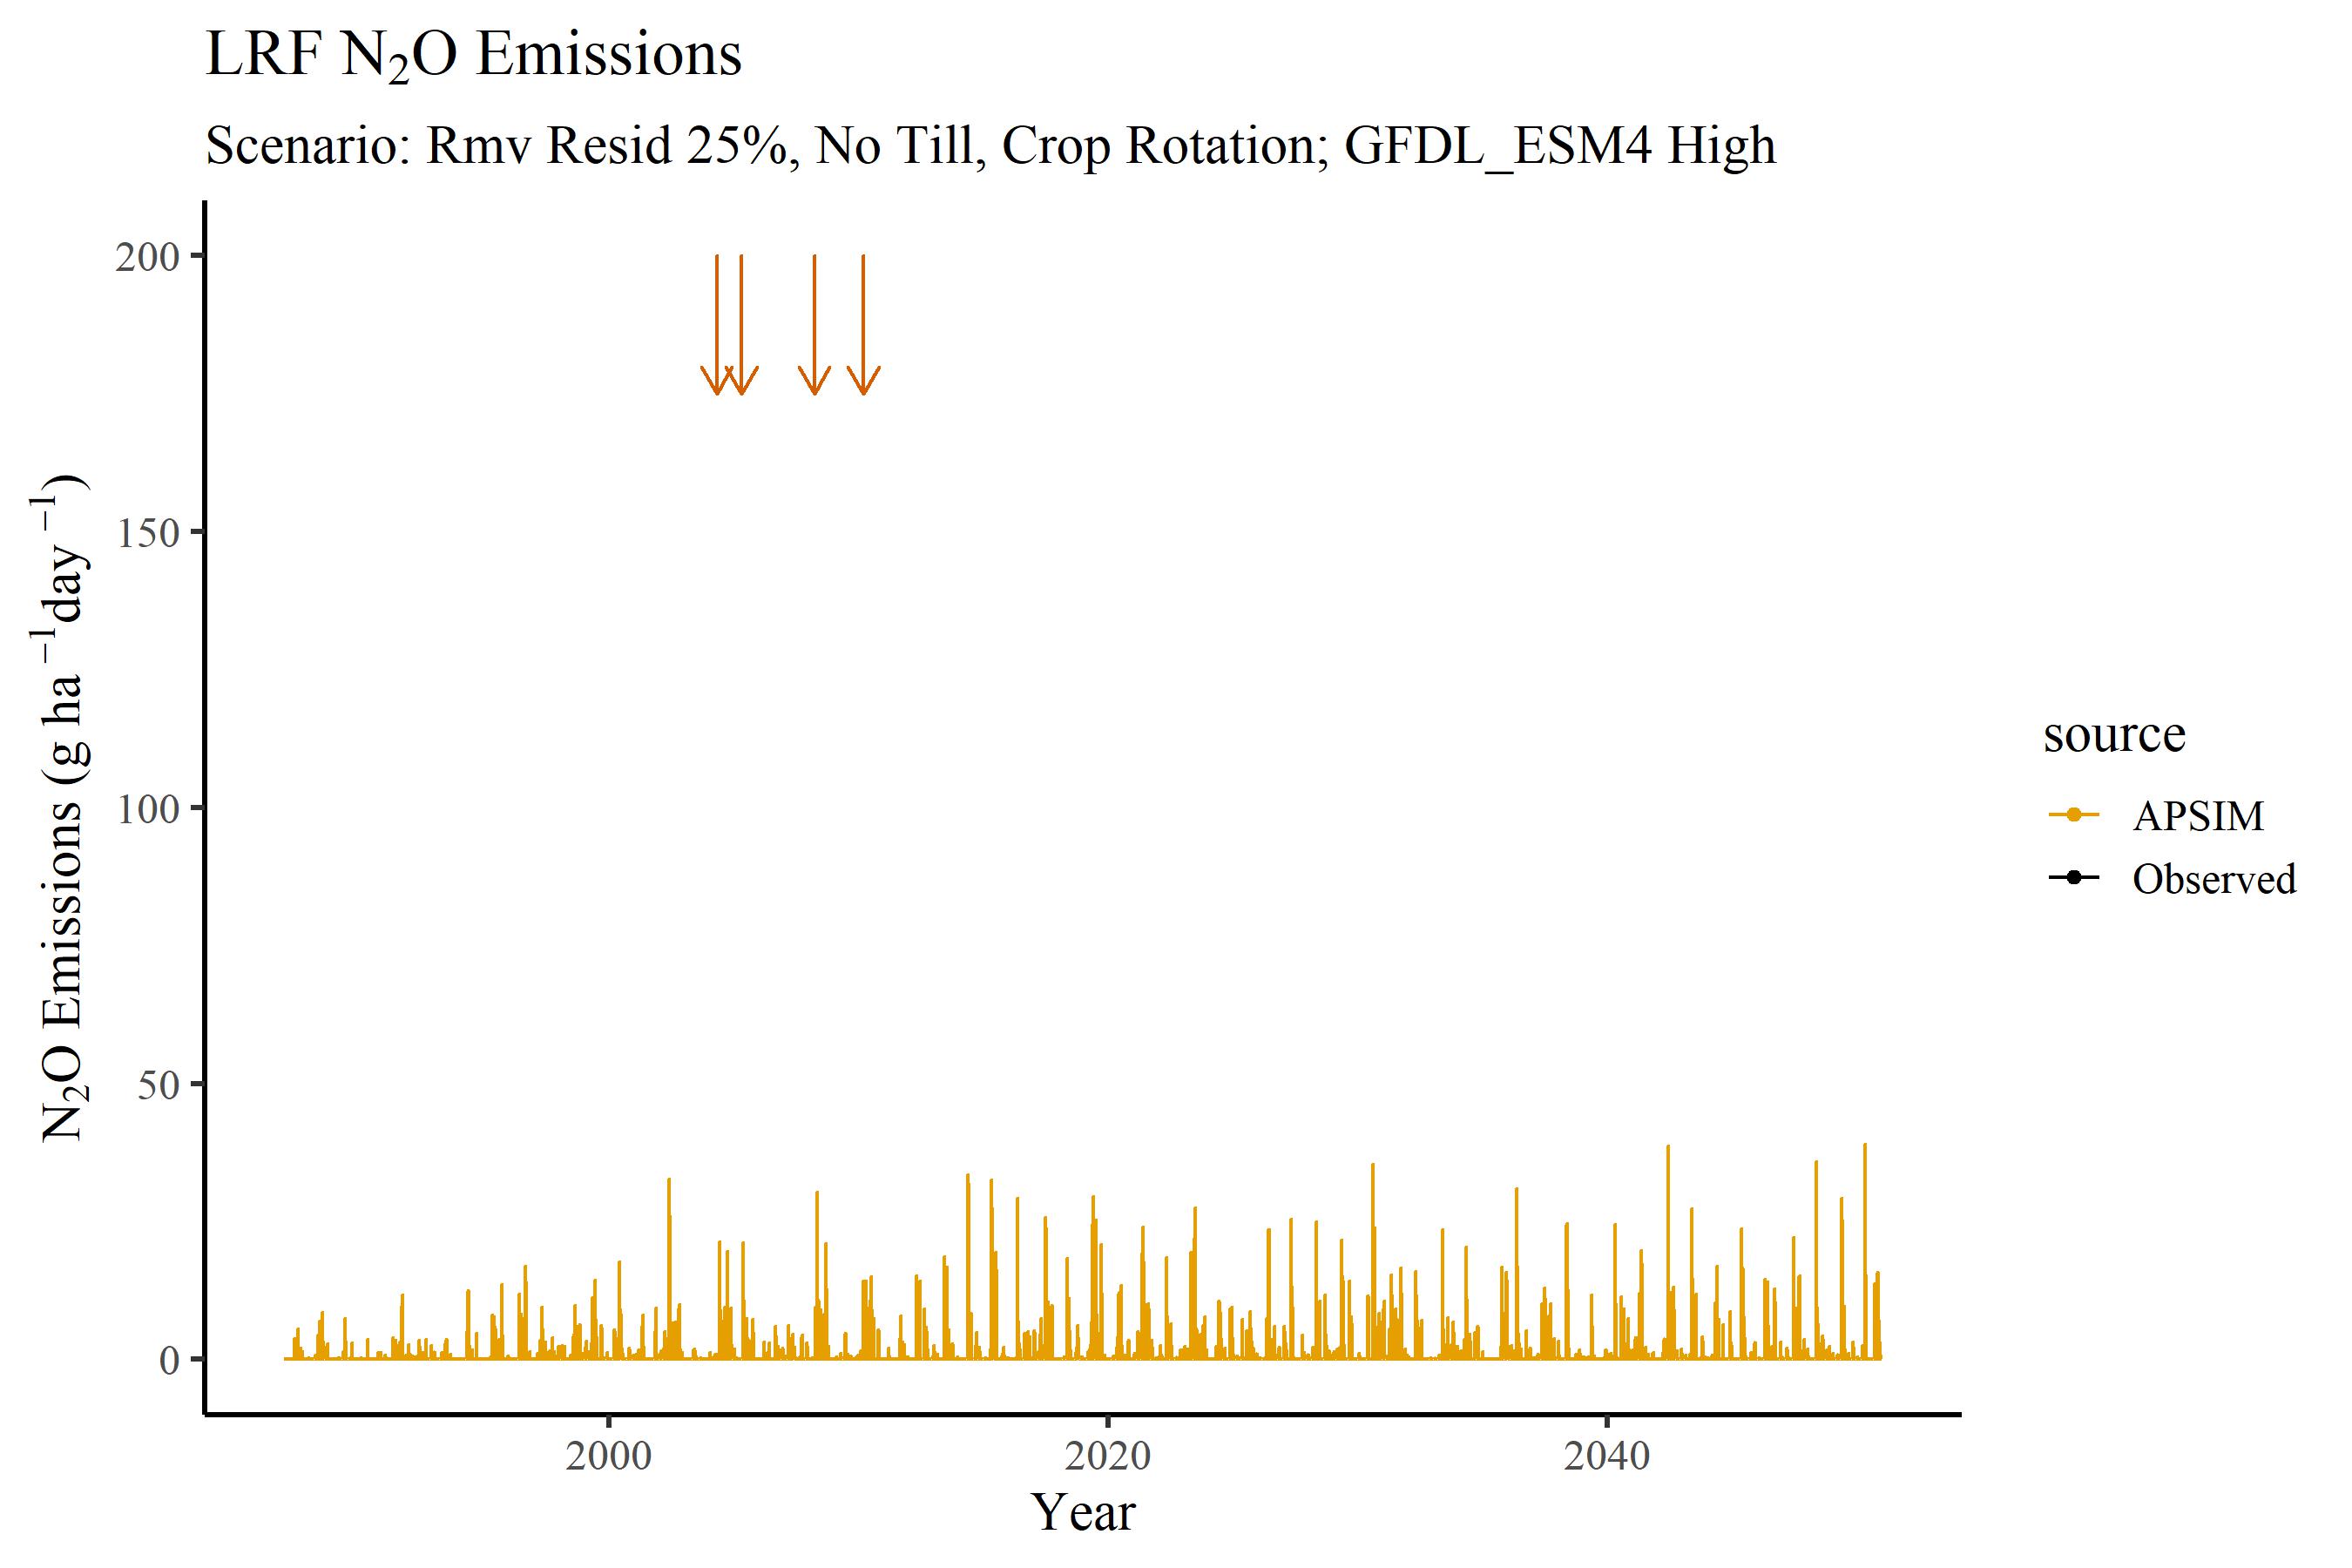 LRF N₂O Emissions
Scenario: Rmv Resid 25%, No Till, Crop Rotation; GFDL_ESM4 High
N₂O Emissions (g ha ⁻¹day ⁻¹)
200
150
100
50
0
2000
2020
2040
Year
source
APSIM
Observed